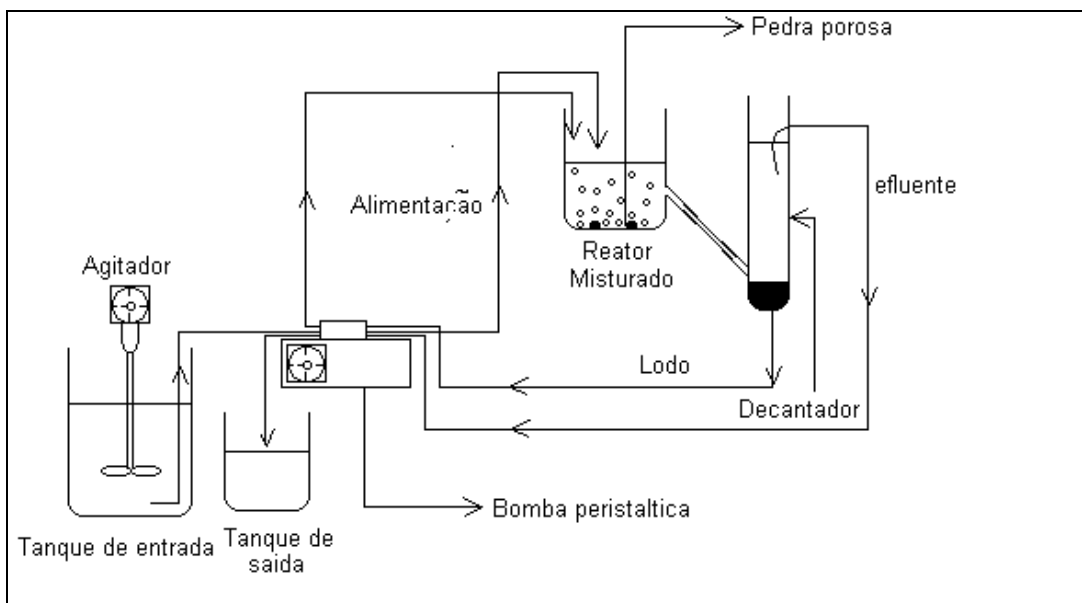 Pedra porosa
Alimentação
efluente
Reator
Misturado
Agitador
Lodo
Decantador
Bomba peristaltica
Tanque de entrada
Tanque de
saida